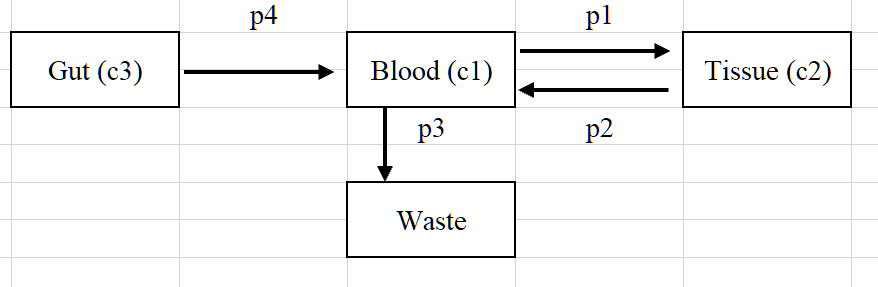 p4
p1
Gut (c3)
Blood (c1)
Tissue (c2)
p3
p2
Waste